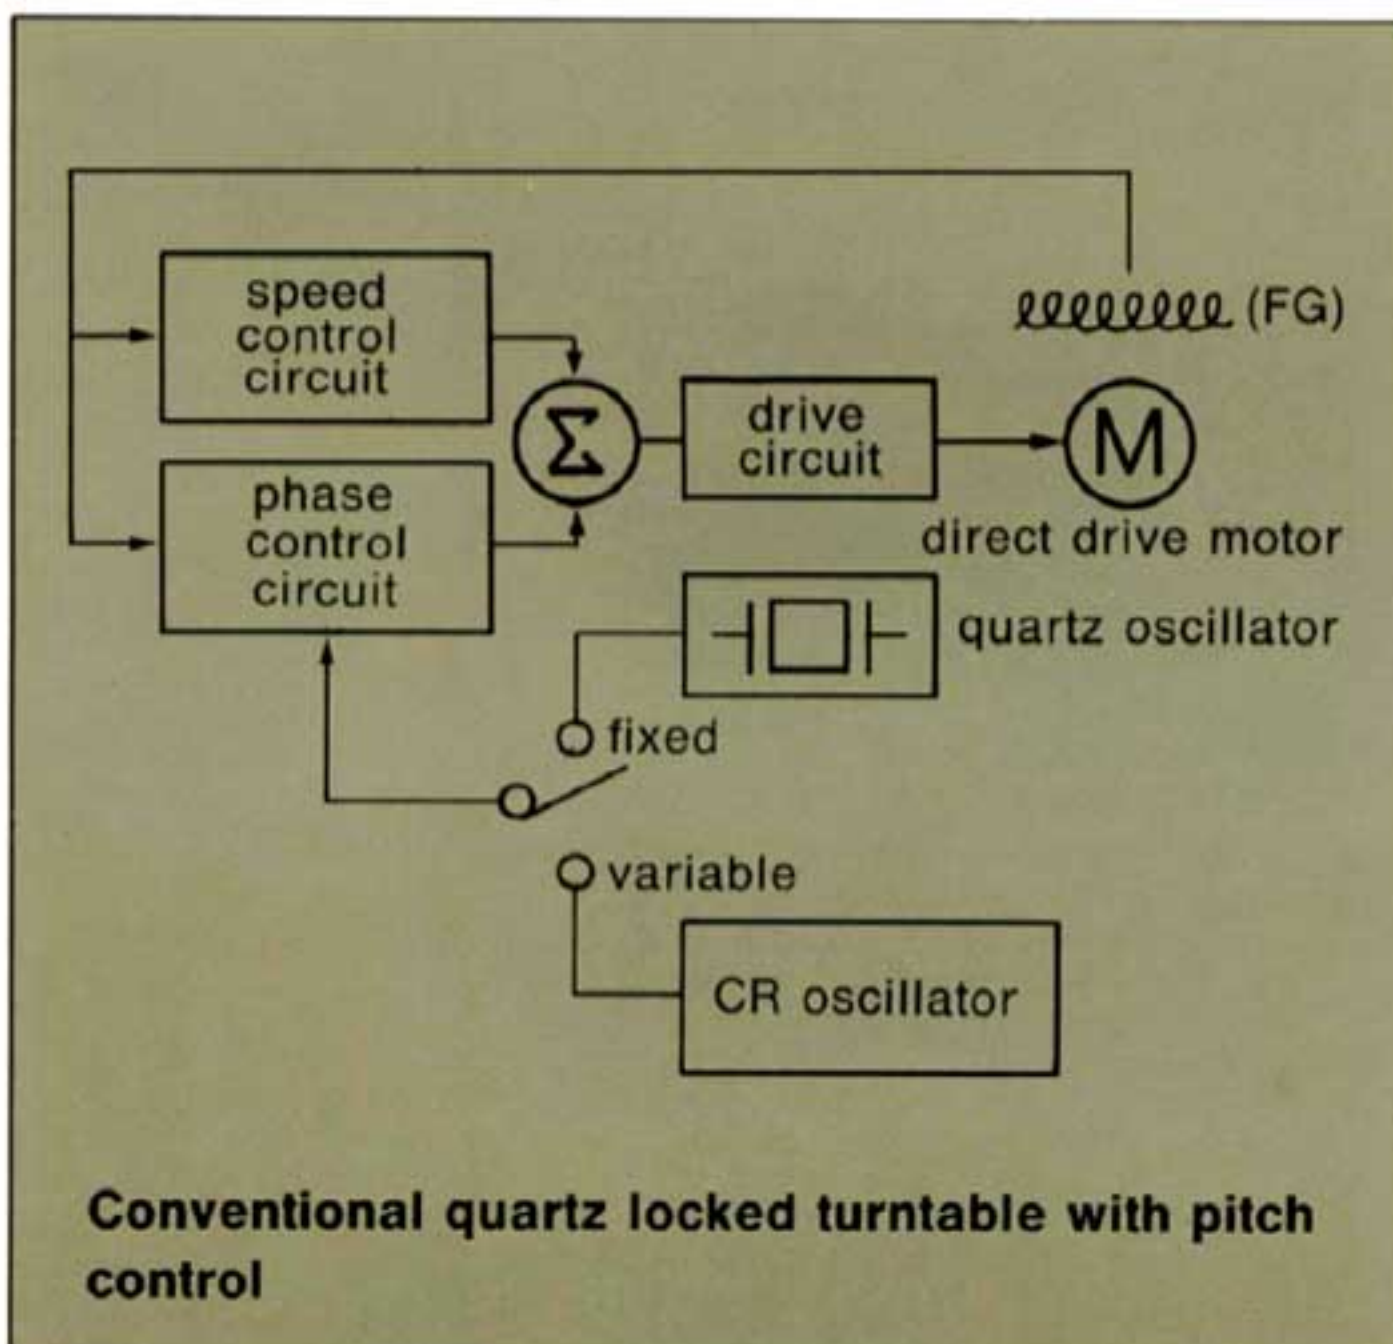 speed
control
circuit
(FG)
Σ
drive
circuit
M
phase
control
circuit
direct drive motor
quartz oscillator
fixed
variable
CR oscillator
Conventional quartz locked turntable with pitch
control